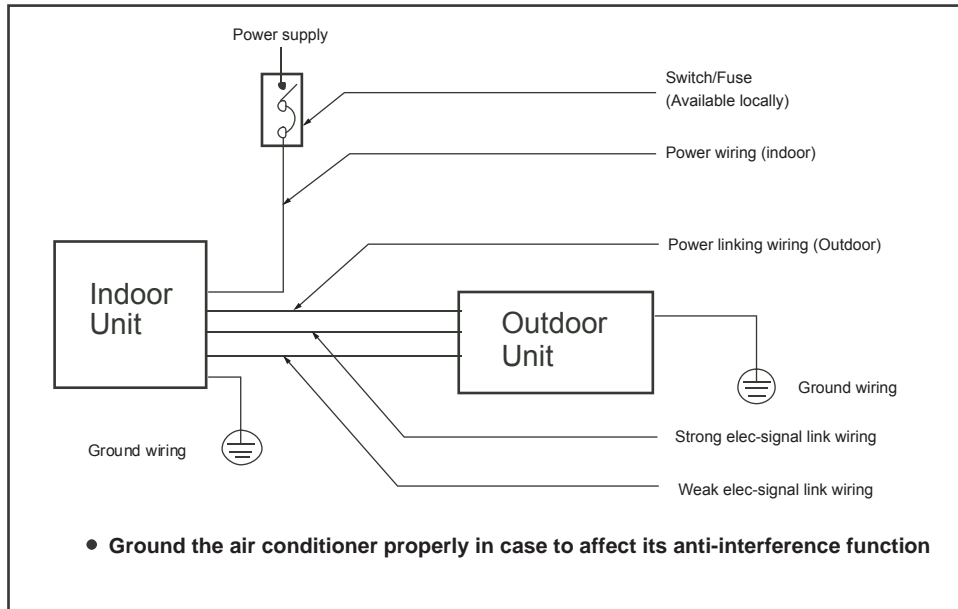 Power supply
Switch/Fuse
(Available locally)
Power wiring (indoor)
Power linking wiring (Outdoor)
Indoor
Unit
Outdoor
Unit
Ground wiring
Strong elec-signal link wiring
Ground wiring
Weak elec-signal link wiring
● Ground the air conditioner properly in case to affect its anti-interference function